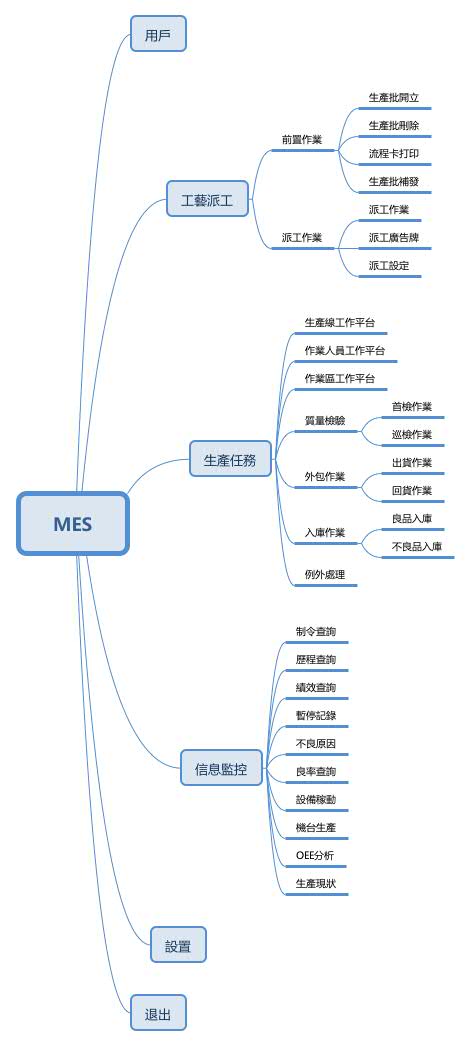 MES
用戶
工藝派工
前置作業
生產批開立
生產批刪除
流程卡打印
生產批補發
派工作業
派工作業
派工廣告牌
派工設定
生產任務
生產線工作平台
作業人員工作平台
作業區工作平台
質量檢驗
首檢作業
巡檢作業
外包作業
出貨作業
回貨作業
入庫作業
良品入庫
不良品入庫
例外處理
信息監控
制令查詢
歷程查詢
績效查詢
暫停記錄
不良原因
良率查詢
設備稼動
機台生產
OEE分析
生產現狀
設置
退出